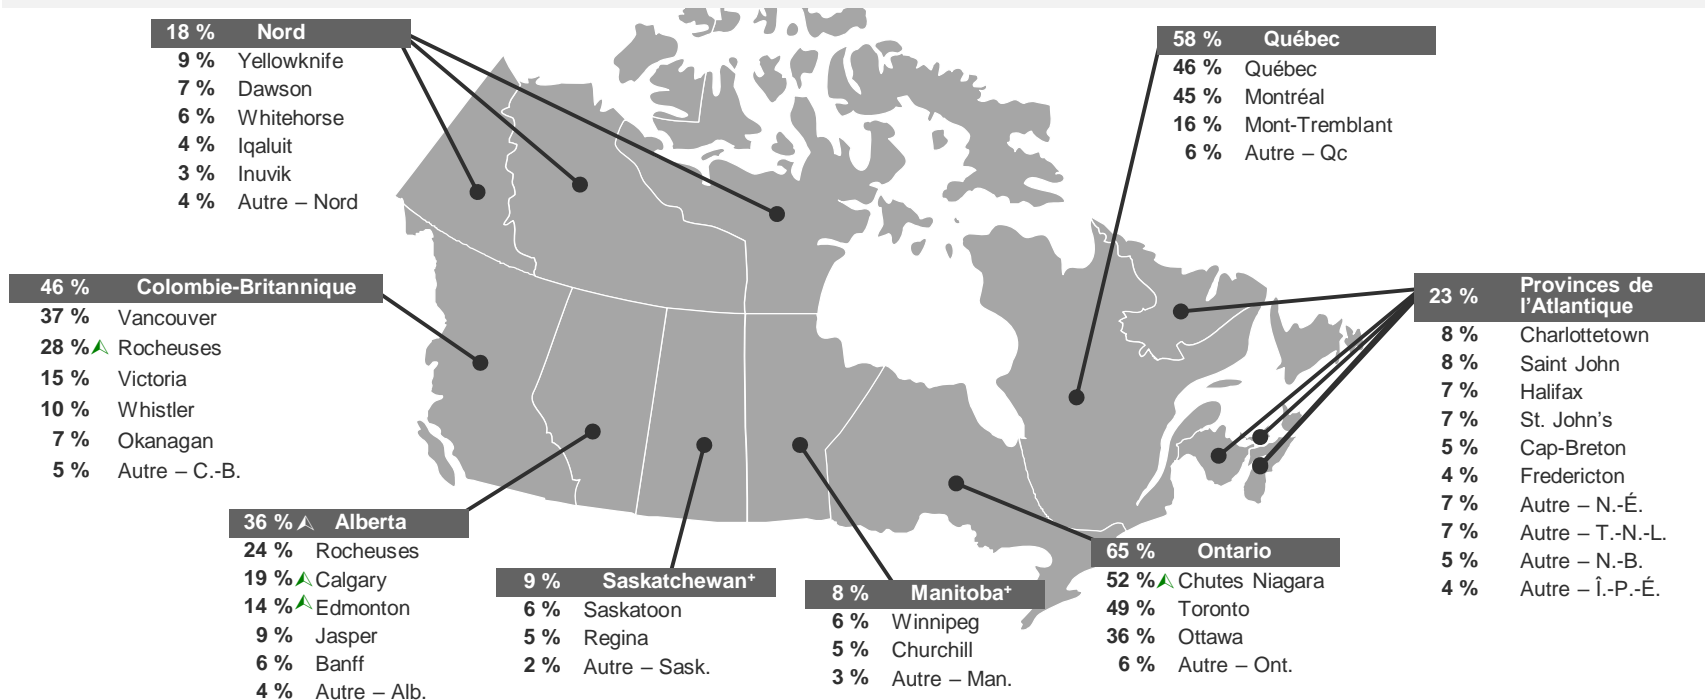 18 % Nord
9 % Yellowknife
7 % Dawson
6 % Whitehorse
4 % Iqaluit
3 % Inuvik
4 % Autre – Nord
58 % Québec
46 % Québec
45 % Montréal
16 % Mont-Tremblant
6 % Autre – Qc
46 % Colombie-Britannique
37 % Vancouver
28 % Rocheuses
15 % Victoria
10 % Whistler
7 % Okanagan
5 % Autre – C.-B.
23 % Provinces de
l’Atlantique
8 % Charlottetown
8 % Saint John
7 % Halifax
7 % St. John’s
5 % Cap-Breton
4 % Fredericton
7 % Autre – N.-É.
7 % Autre – T.-N.-L.
5 % Autre – N.-B.
4 % Autre – Î.-P.-É.
36 % Alberta
24 % Rocheuses
19 % Calgary
14 % Edmonton
9 % Jasper
6 % Banff
4 % Autre – Alb.
9 % Saskatchewan+
6 % Saskatoon
5 % Regina
2 % Autre – Sask.
8 % Manitoba+
6 % Winnipeg
5 % Churchill
3 % Autre – Man.
65 % Ontario
52 % Chutes Niagara
49 % Toronto
36 % Ottawa
6 % Autre – Ont.